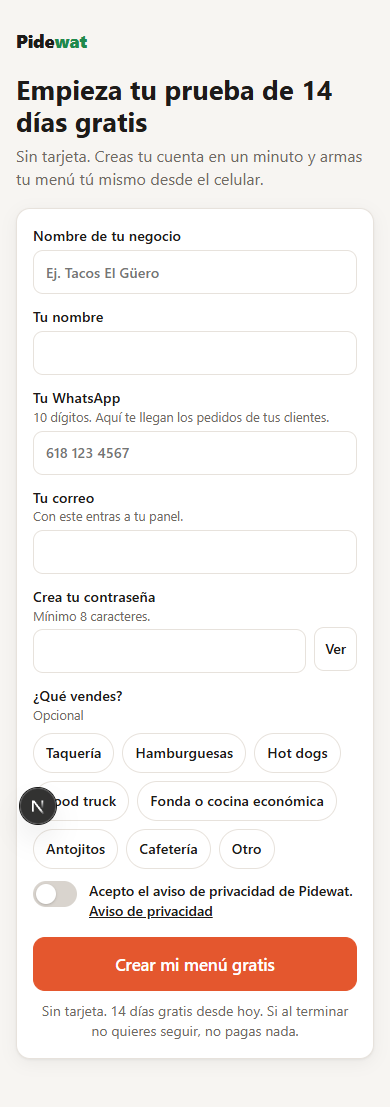 Pidewat
Empieza tu prueba de 14
días gratis
Sin tarjeta. Creas tu cuenta en un minuto y armas
tu menú tú mismo desde el celular.
Nombre de tu negocio
Ej. Tacos El Güero
Tu nombre
Tu WhatsApp
10 dígitos. Aquí te llegan los pedidos de tus clientes.
618 123 4567
Tu correo
Con este entras a tu panel.
Crea tu contraseña
Mínimo 8 caracteres.
Ver
¿Qué vendes?
Opcional
Taquería Hamburguesas Hot dogs
N ood truck Fonda o cocina económica
Antojitos Cafetería Otro
Acepto el aviso de privacidad de Pidewat.
Aviso de privacidad
Crear mi menú gratis
Sin tarjeta. 14 días gratis desde hoy. Si al terminar
no quieres seguir, no pagas nada.